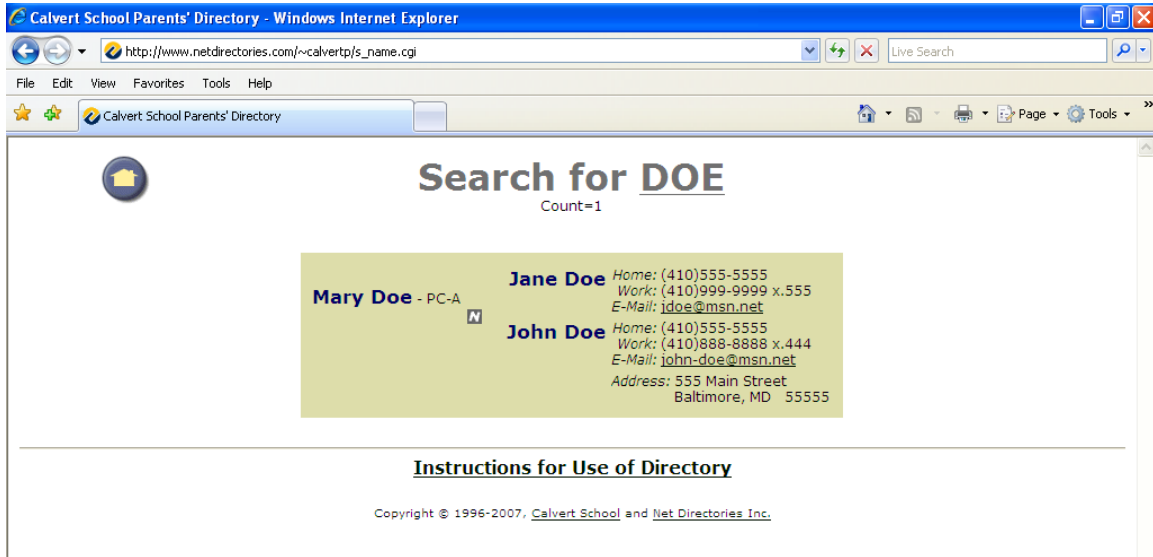 Calvert School Parents' Directory - Windows Internet Explorer
http://www.netdirectories.com/~calvertp/s_name.cgi
Live Search
File Edit View Favorites Tools Help
Calvert School Parents' Directory
Page Tools
Search for DOE
Count=1
Mary Doe - PC-A
N
Jane Doe Home: (410)555-5555
Work: (410)999-9999 x.555
E-Mail: jdoe@msn.net
John Doe Home: (410)555-5555
Work: (410)888-8888 x.444
E-Mail: john-doe@msn.net
Address: 555 Main Street
Baltimore, MD 55555
Instructions for Use of Directory
Copyright © 1996-2007, Calvert School and Net Directories Inc.